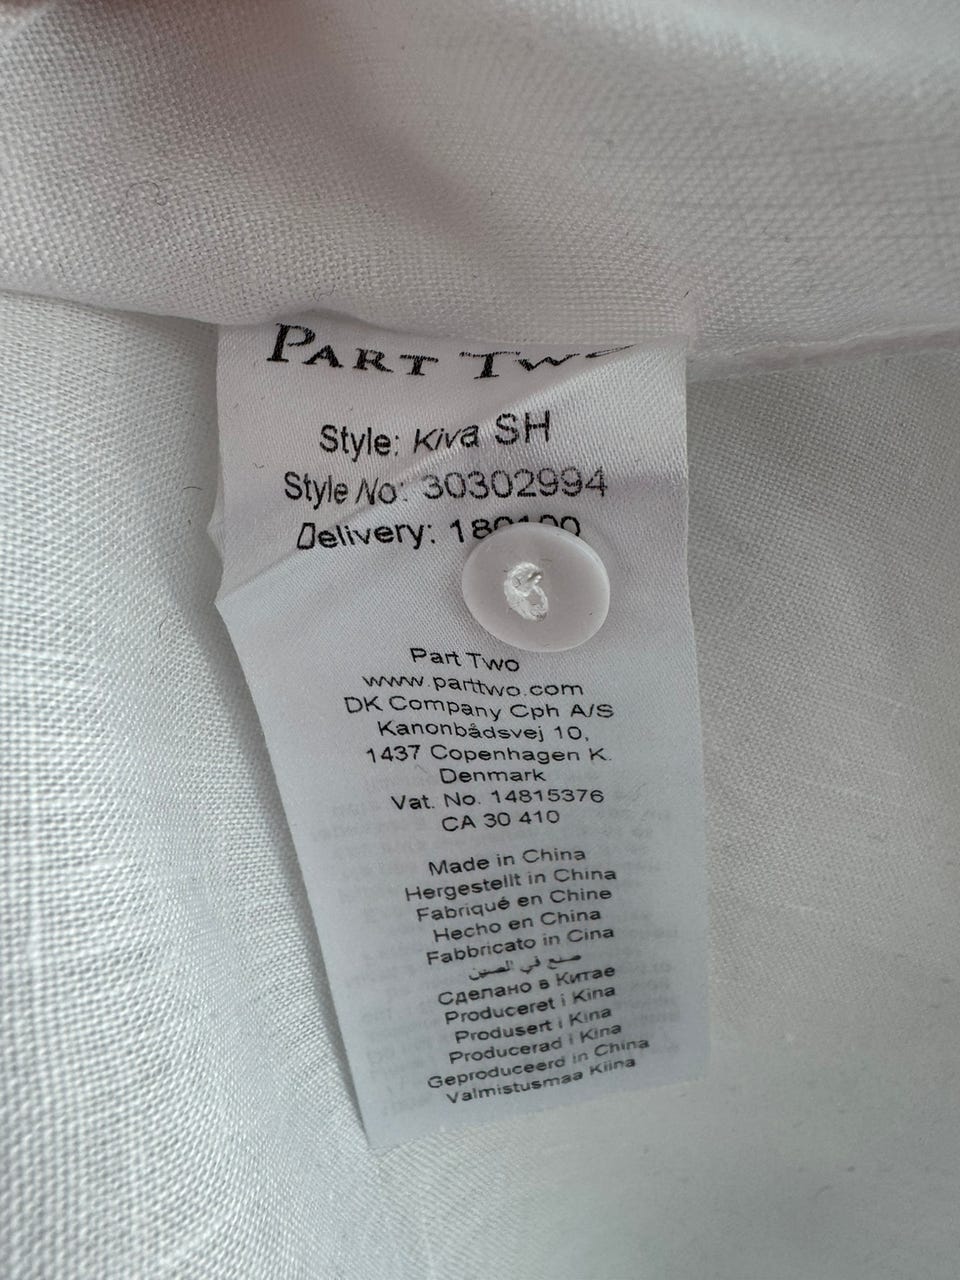 PART TWO
Style: Kiva SH
Style No: 30302994
Delivery:
Part Two
www.parttwo.com
DK Company Cph A/S
Kanonbådsvej 10,
1437 Copenhagen K.
Denmark
Vat. No. 14815376
CA 30 410
Made in China
Hergestellt in China
Fabriqué en Chine
Hecho en China
Fabbricato in Cina
صنع في الصين
Сделано в Китае
Produceret i Kina
Produsert i Kina
Producerad i Kina
Geproduceerd in China
Valmistusmaa Kiina